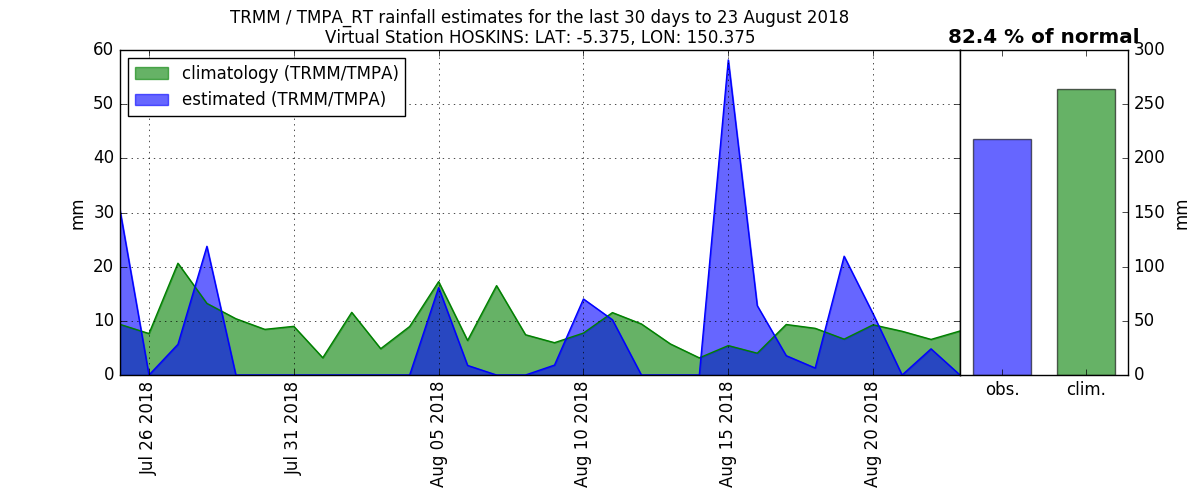 TRMM / TMPA_RT rainfall estimates for the last 30 days to 23 August 2018
Virtual Station HOSKINS: LAT: -5.375, LON: 150.375
82.4 % of normal
climatology (TRMM/TMPA)
estimated (TRMM/TMPA)
60
50
40
30
20
10
0
mm
300
250
200
150
100
50
0
mm
Jul 26 2018
Jul 31 2018
Aug 05 2018
Aug 10 2018
Aug 15 2018
Aug 20 2018
obs.
clim.